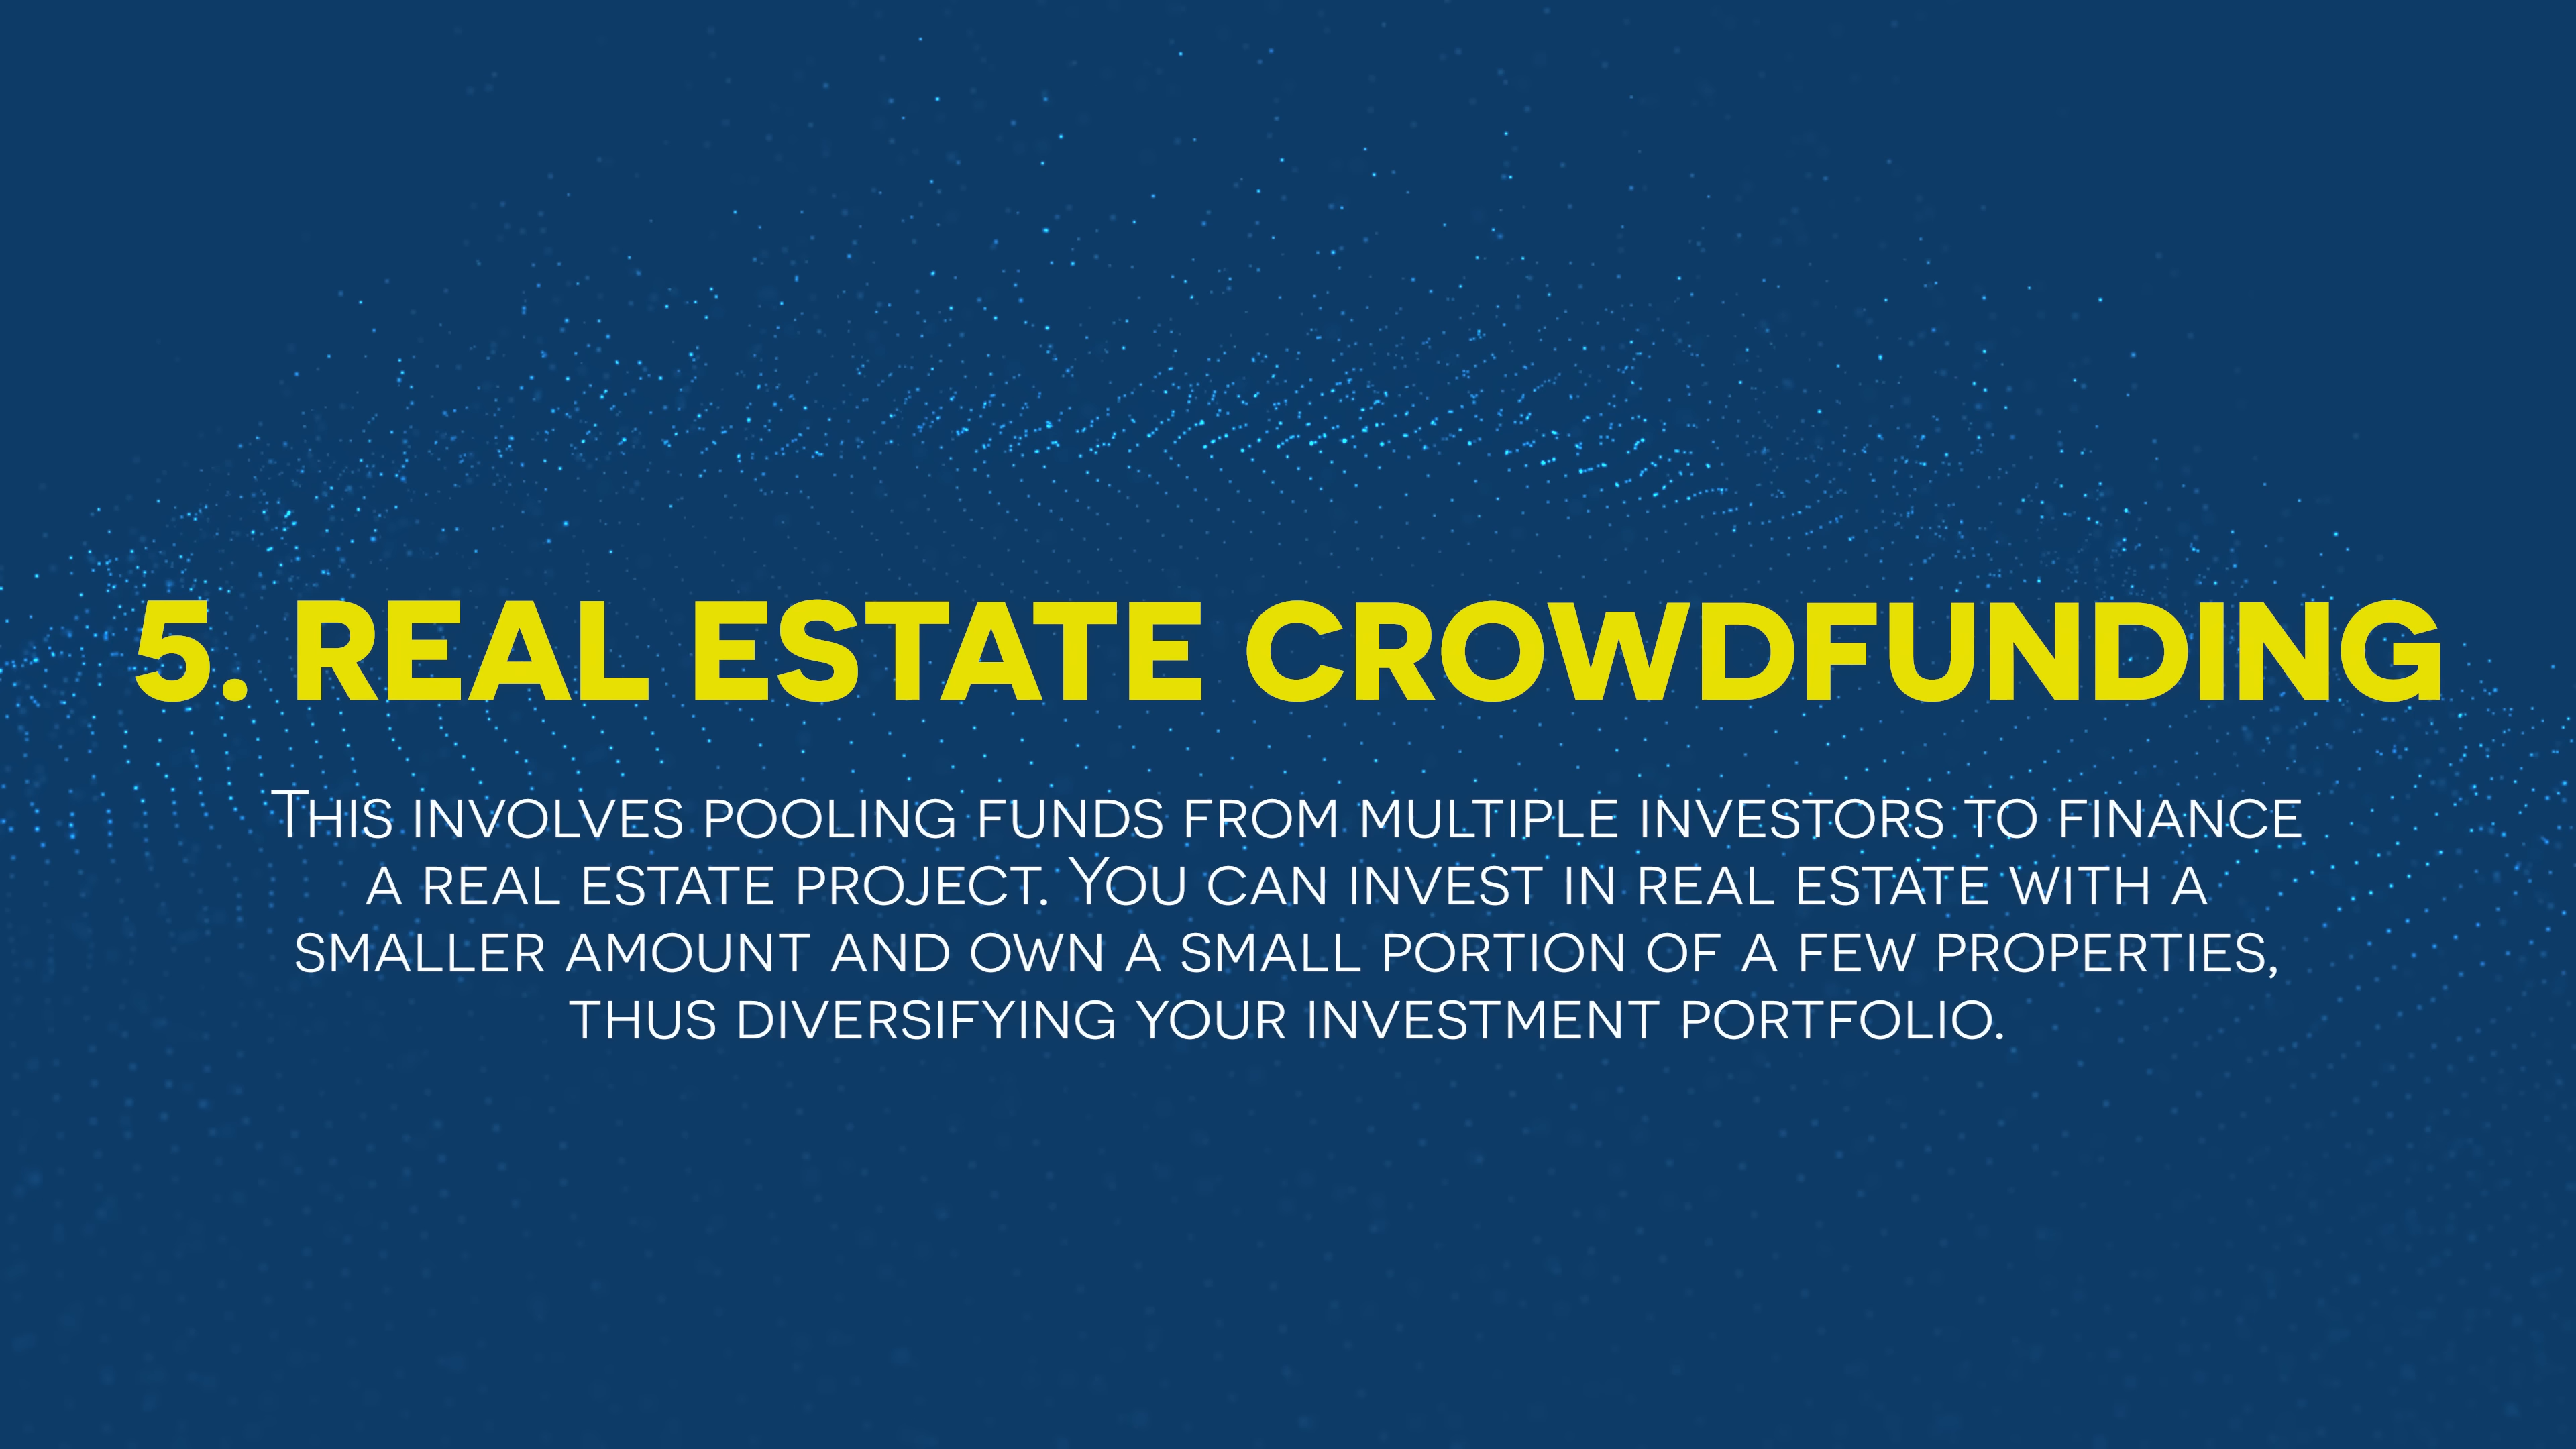 5. REAL ESTATE CROWDFUNDING
This involves pooling funds from multiple investors to finance
a real estate project. You can invest in real estate with a
smaller amount and own a small portion of a few properties,
thus diversifying your investment portfolio.